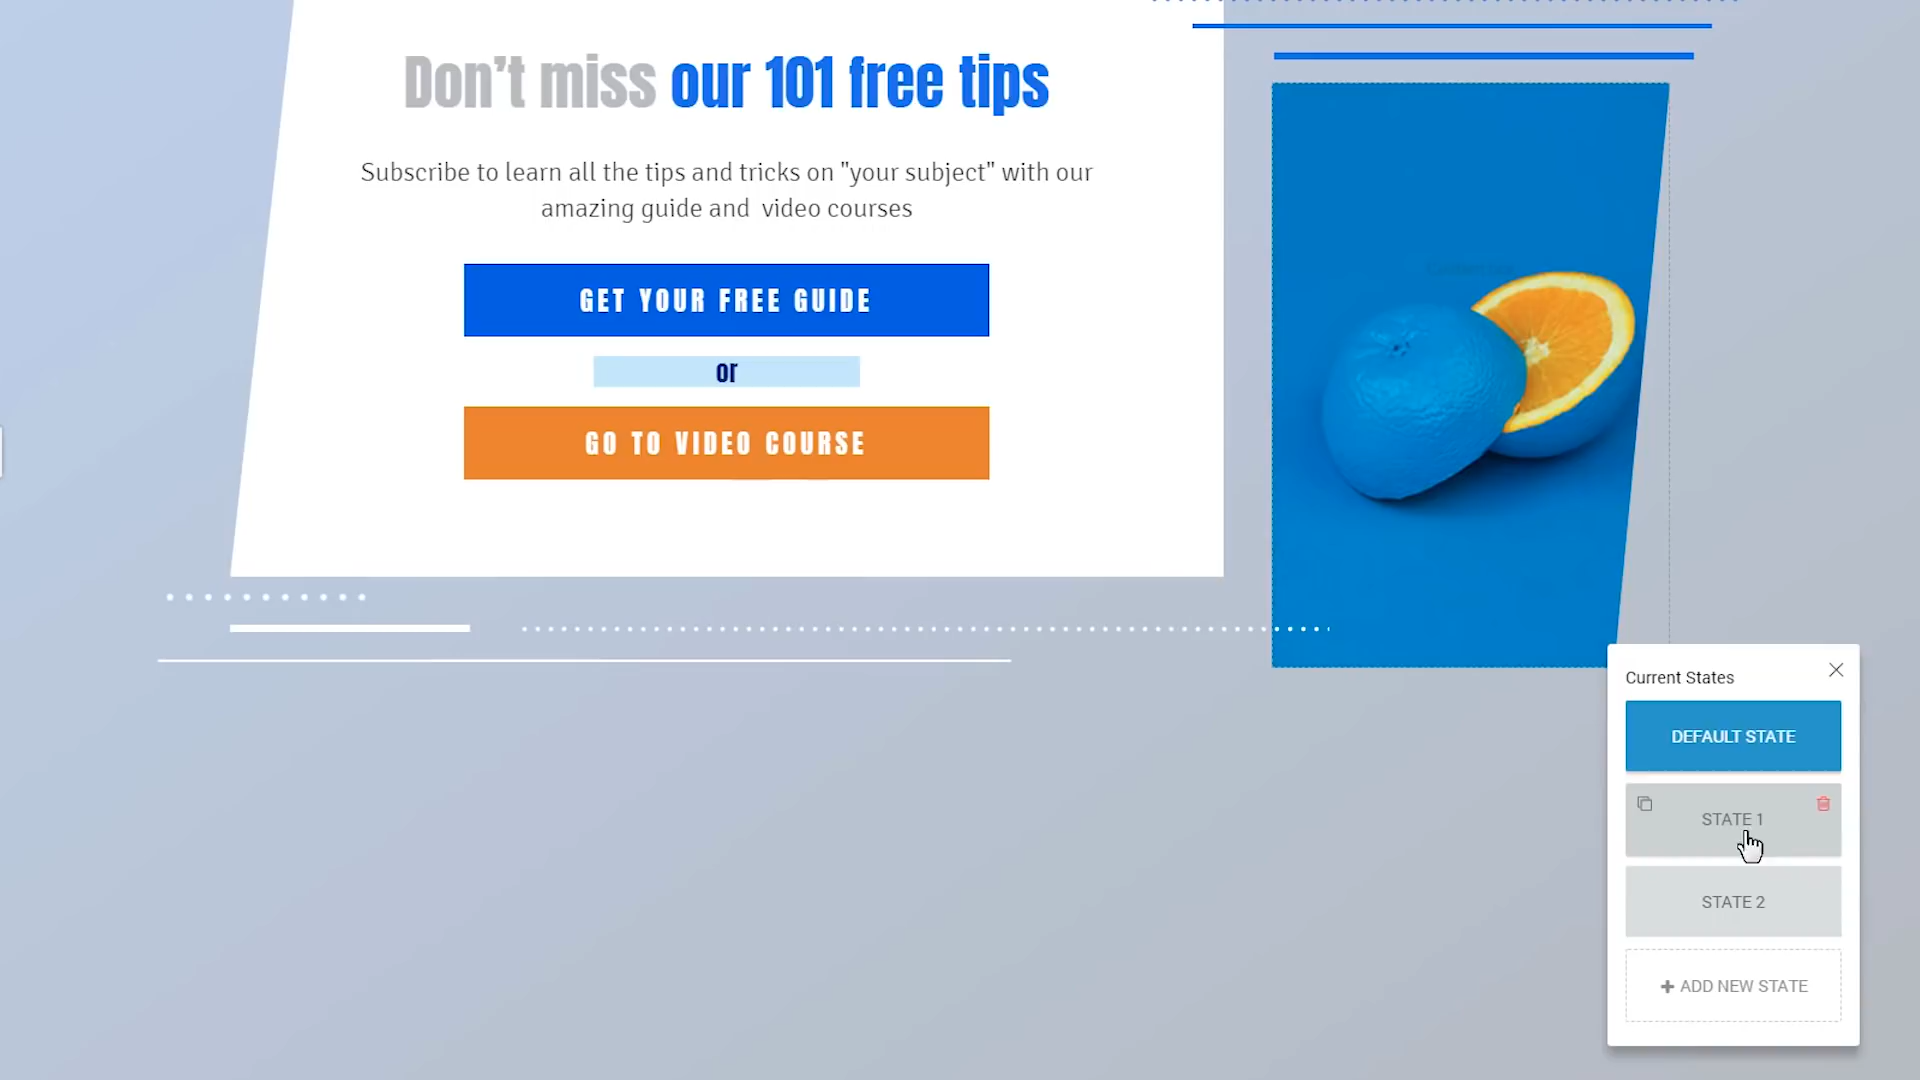 Don't miss our 101 free tips
Subscribe to learn all the tips and tricks on "your subject" with our
amazing guide and  video courses
GET YOUR FREE GUIDE
or
GO TO VIDEO COURSE
Current States
DEFAULT STATE
STATE 1
STATE 2
ADD NEW STATE